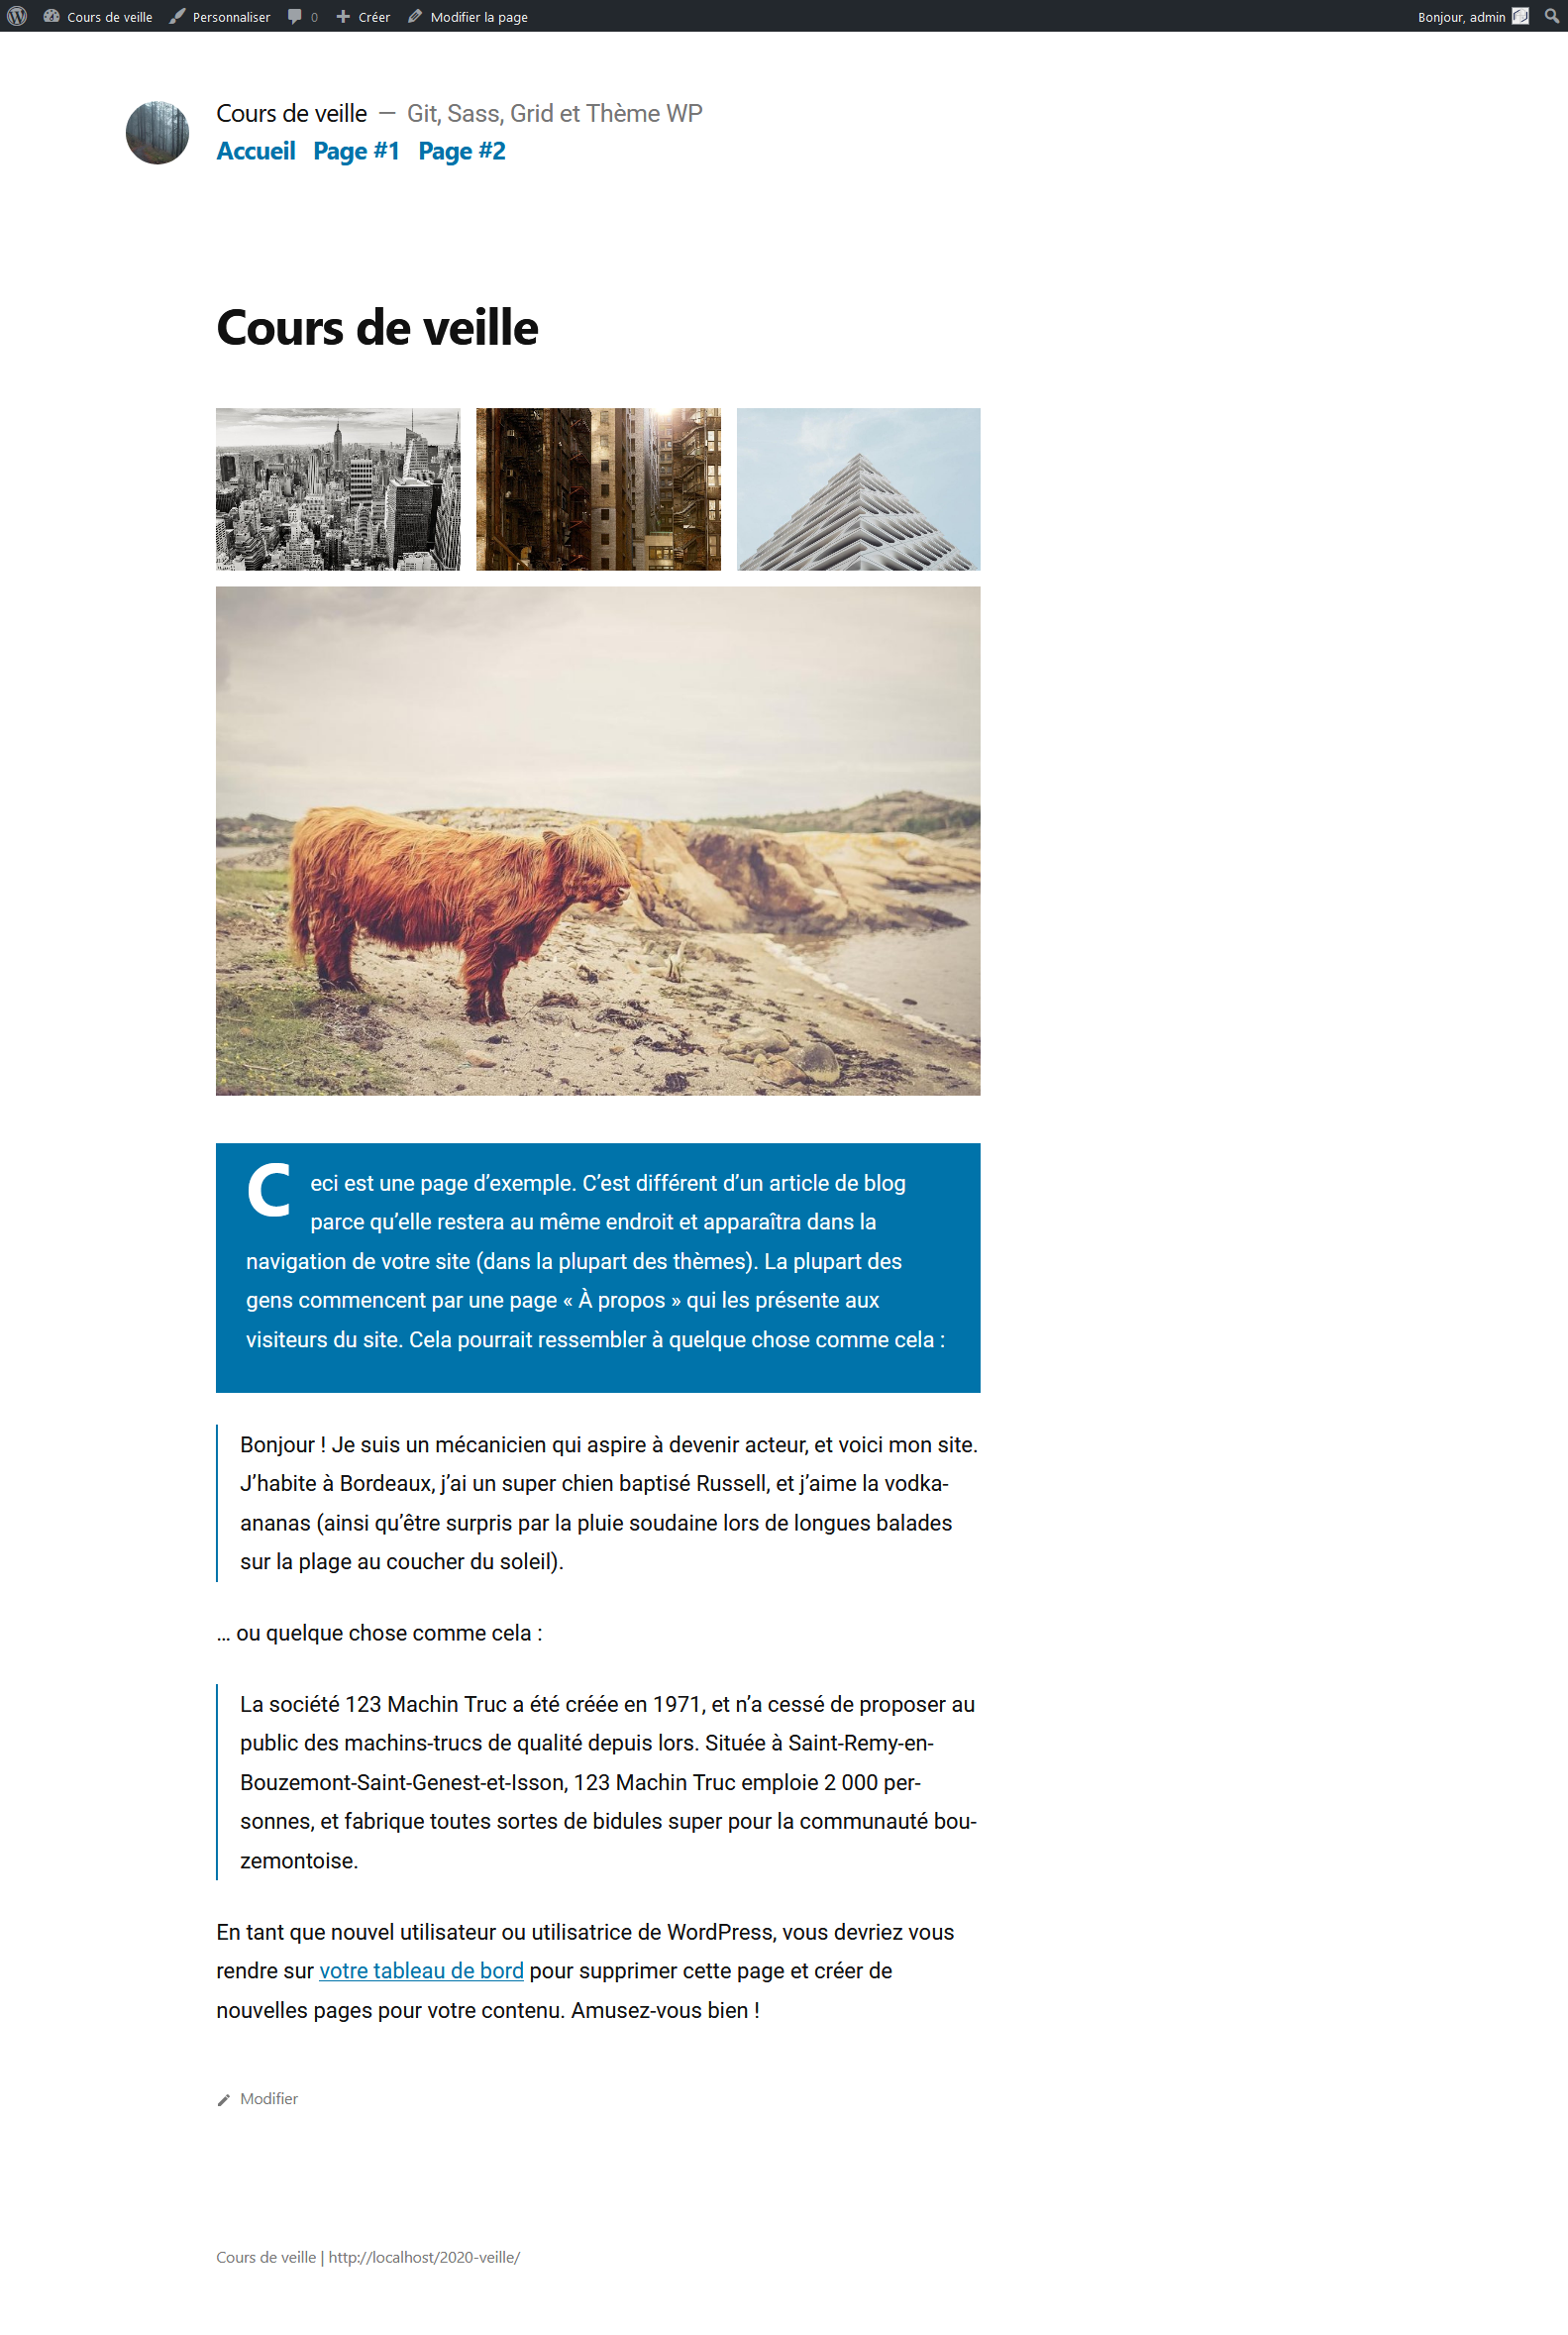 Cours de veille Personnaliser 0 Créer Modifier la page Bonjour, admin
Cours de veille — Git, Sass, Grid et Thème WP
Accueil Page #1 Page #2
Cours de veille
Ceci est une page d’exemple. C’est différent d’un article de blog
parce qu’elle restera au même endroit et apparaîtra dans la
navigation de votre site (dans la plupart des thèmes). La plupart des
gens commencent par une page « À propos » qui les présente aux
visiteurs du site. Cela pourrait ressembler à quelque chose comme cela :
Bonjour ! Je suis un mécanicien qui aspire à devenir acteur, et voici mon site.
J’habite à Bordeaux, j’ai un super chien baptisé Russell, et j’aime la vodka-
ananas (ainsi qu’être surpris par la pluie soudaine lors de longues balades
sur la plage au coucher du soleil).
… ou quelque chose comme cela :
La société 123 Machin Truc a été créée en 1971, et n’a cessé de proposer au
public des machins-trucs de qualité depuis lors. Située à Saint-Remy-en-
Bouzemont-Saint-Genest-et-Isson, 123 Machin Truc emploie 2 000 per-
sonnes, et fabrique toutes sortes de bidules super pour la communauté bou-
zemontoise.
En tant que nouvel utilisateur ou utilisatrice de WordPress, vous devriez vous
rendre sur votre tableau de bord pour supprimer cette page et créer de
nouvelles pages pour votre contenu. Amusez-vous bien !
Modifier
Cours de veille | http://localhost/2020-veille/